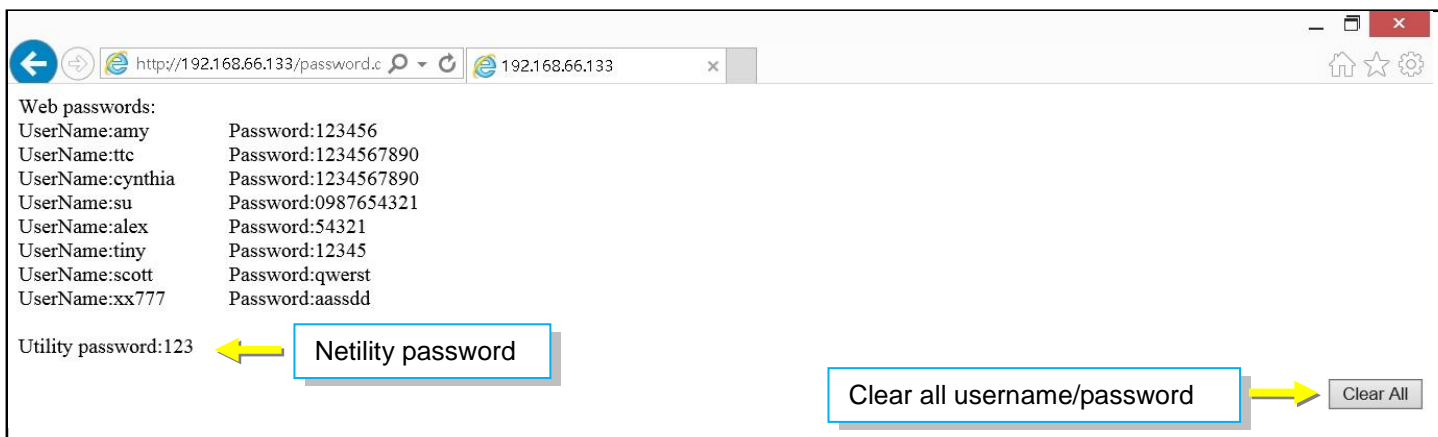 http://192.168.66.133/password.c
192.168.66.133
Web passwords:
UserName:amy Password:123456
UserName:ttc Password:1234567890
UserName:cynthia Password:1234567890
UserName:su Password:0987654321
UserName:alex Password:54321
UserName:tiny Password:12345
UserName:scott Password:qwerst
UserName:xx777 Password:aassdd
Utility password:123
Netility password
Clear all username/password
Clear All